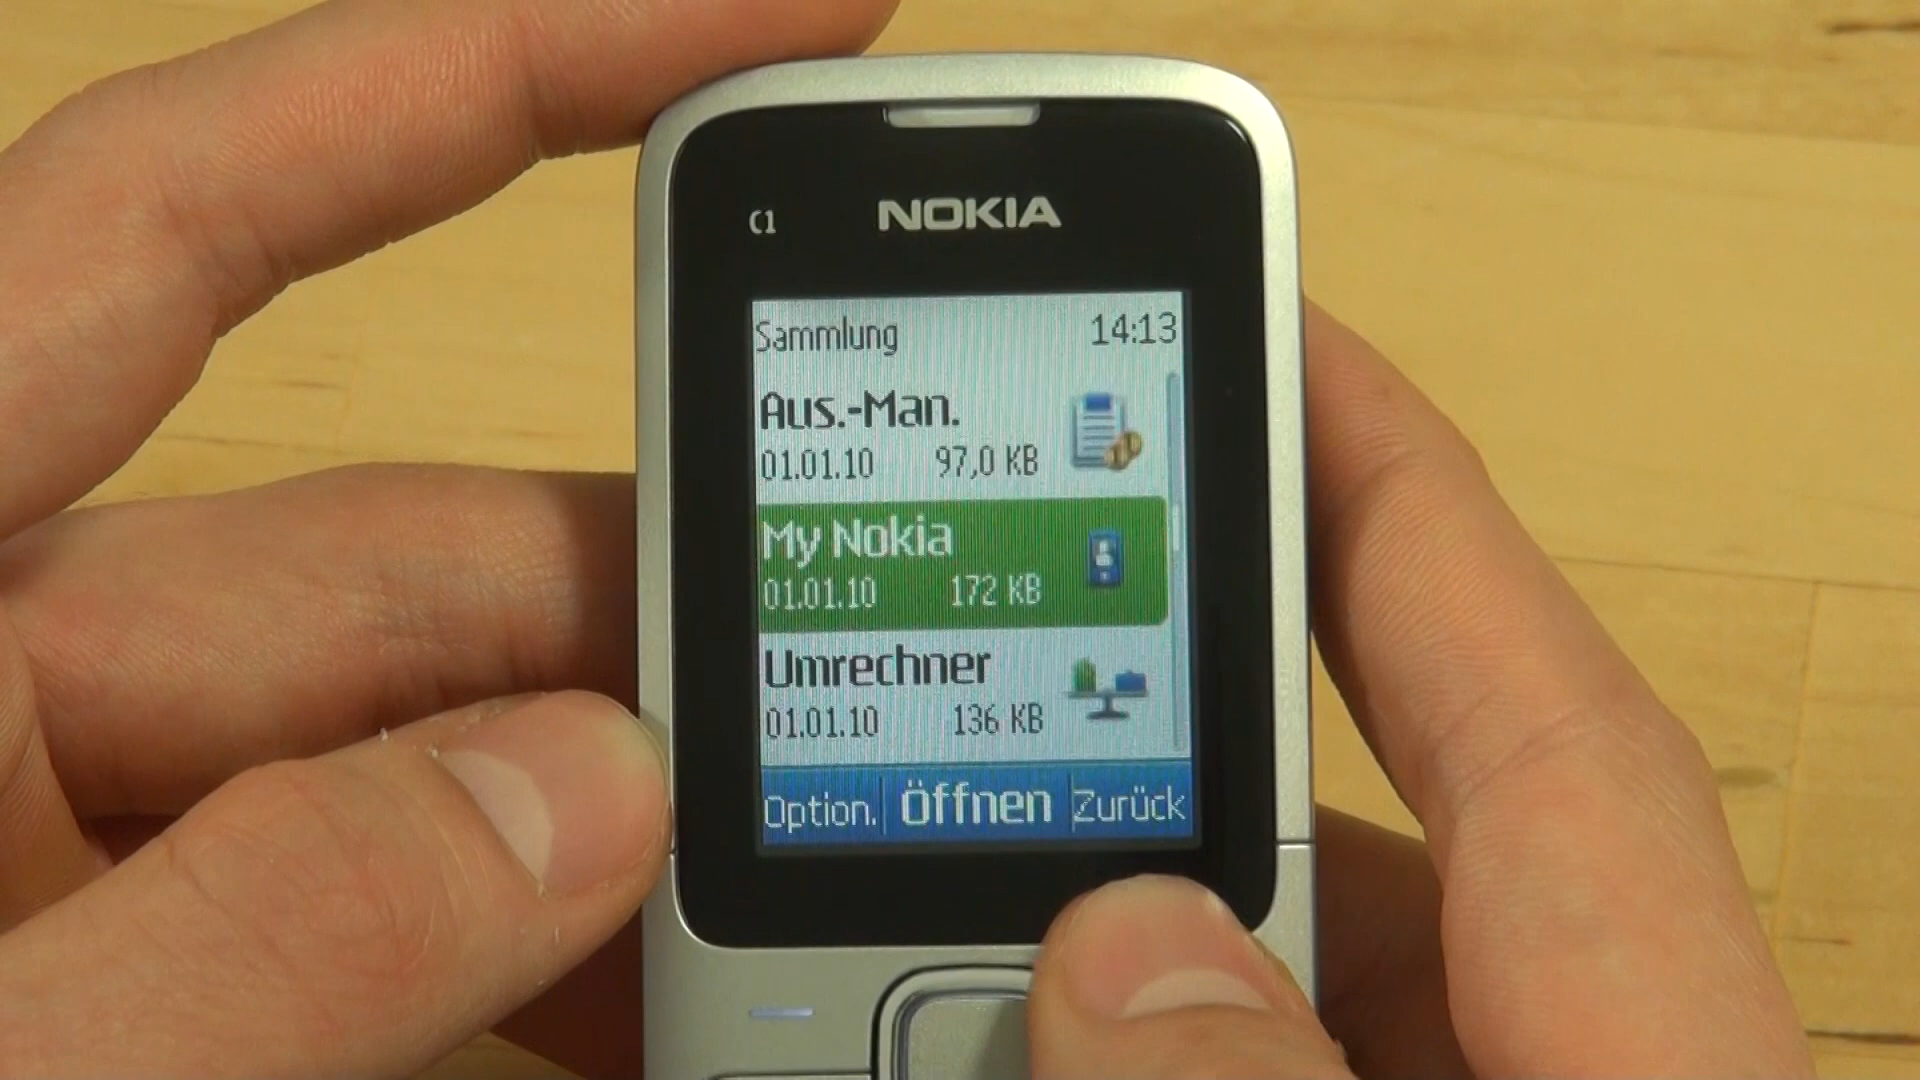 C1 NOKIA
Sammlung 14:13
Aus.-Man.
01.01.10 97,0 KB
My Nokia
01.01.10 172 KB
Umrechner
01.01.10 136 KB
Option. Öffnen Zurück